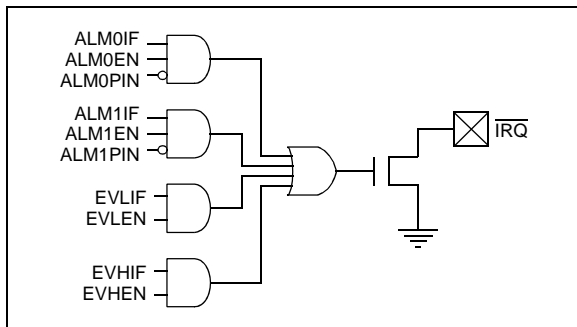 ALM0IF
ALM0EN
ALM0PIN
ALM1IF
ALM1EN
ALM1PIN
EVLIF
EVLEN
EVHIF
EVHEN
IRQ